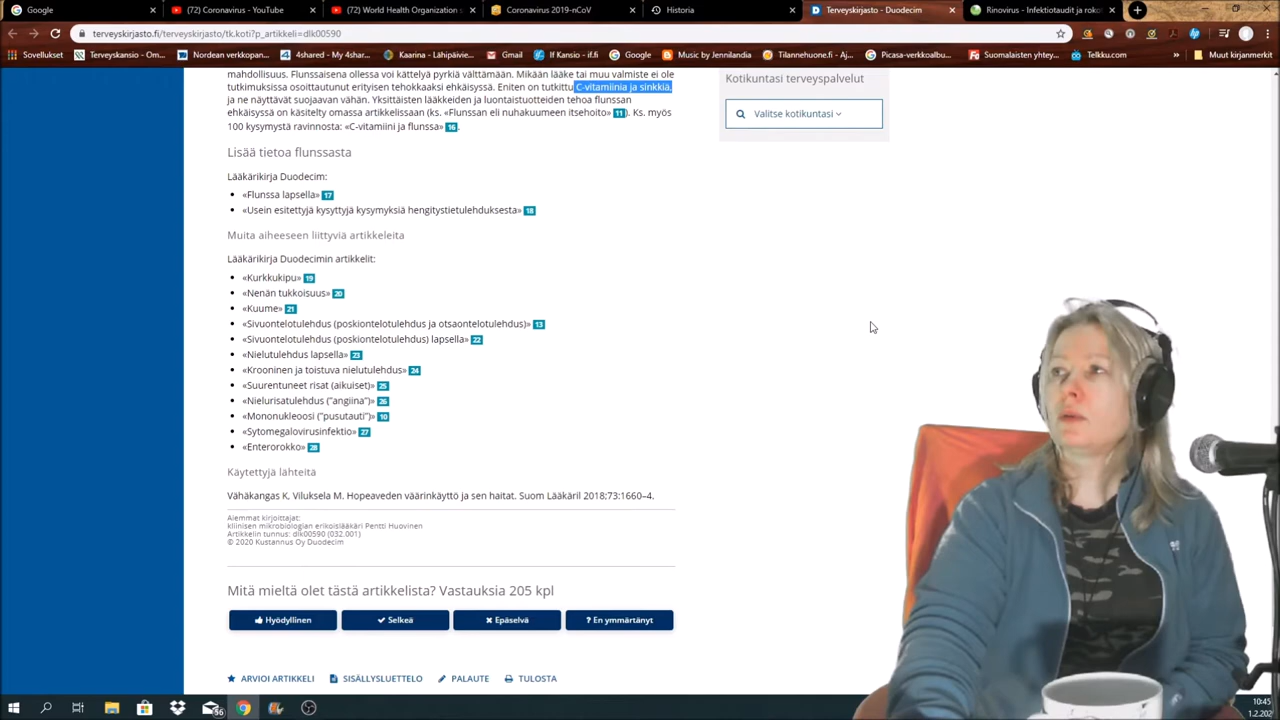 Google
(72) Coronavirus - YouTube
(72) World Health Organization
Coronavirus 2019-nCoV
Historia
Terveyskirjasto - Duodecim
Rinovirus - Infektiotaudit ja roko
terveyskirjasto.fi/terveyskirjasto/tk.koti?p_artikkeli=dlk00590
Sovellukset
Terveyskansio - Om...
Nordean verkkopan...
4shared - My 4shar...
Kaarina - Lähipäivie...
Gmail
If Kansio - if.fi
Google
Music by Jennilandia
Tilannehuone.fi - A...
Picasa-verkkoalbu...
Suomalaisten yhtey...
Telkku.com
Muut kirjanmerkit
mahdollisuus. Flunssaisena ollessa voi kättelyä pyrkiä välttämään. Mikään lääke tai muu valmiste ei ole
tutkimuksissa osoittautunut erityisen tehokkaaksi ehkäisyssä. Eniten on tutkittu C-vitamiinia ja sinkkiä,
ja ne näyttävät suojaavan vähän. Yksittäisten lääkkeiden ja luontaistuotteiden tehoa flunssan
ehkäisyssä on käsitelty omassa artikkelissaan (ks. «Flunssan eli nuhakuumeen itsehoito» 11). Ks. myös
100 kysymystä ravinnosta: «C-vitamiini ja flunssa» 16.
Kotikuntasi terveyspalvelut
Valitse kotikuntasi
Lisää tietoa flunssasta
Lääkärikirja Duodecim:
• «Flunssa lapsella» 17
• «Usein esitettyjä kysyttyjä kysymyksiä hengitystietulehduksesta» 18
Muita aiheeseen liittyviä artikkeleita
Lääkärikirja Duodecimin artikkelit:
• «Kurkkukipu» 19
• «Nenän tukkoisuus» 20
• «Kuume» 21
• «Sivuontelotulehdus (poskiontelotulehdus ja otsaontelotulehdus)» 13
• «Sivuontelotulehdus (poskiontelotulehdus) lapsella» 22
• «Nielutulehdus lapsella» 23
• «Krooninen ja toistuva nielutulehdus» 24
• «Suurentuneet risat (aikuiset)» 25
• «Nielurisatulehdus ("angiina")» 26
• «Mononukleoosi ("pusutauti")» 10
• «Sytomegalovirusinfektio» 27
• «Enterorokko» 28
Käytettyjä lähteitä
Vähäkangas K, Viluksela M. Hopeaveden väärinkäyttö ja sen haitat. Suom Lääkäril 2018;73:1660–4.
Aiemmat kirjoittajat:
kliinisen mikrobiologian erikoislääkäri Pentti Huovinen
Artikkelin tunnus: dlk00590 (032.001)
© 2020 Kustannus Oy Duodecim
Mitä mieltä olet tästä artikkelista? Vastauksia 205 kpl
Hyödyllinen
Selkeä
Epäselvä
? En ymmärtänyt
ARVIOI ARTIKKELI
SISÄLLYSLUETTELO
PALAUTE
TULOSTA
10:45
1.2.202